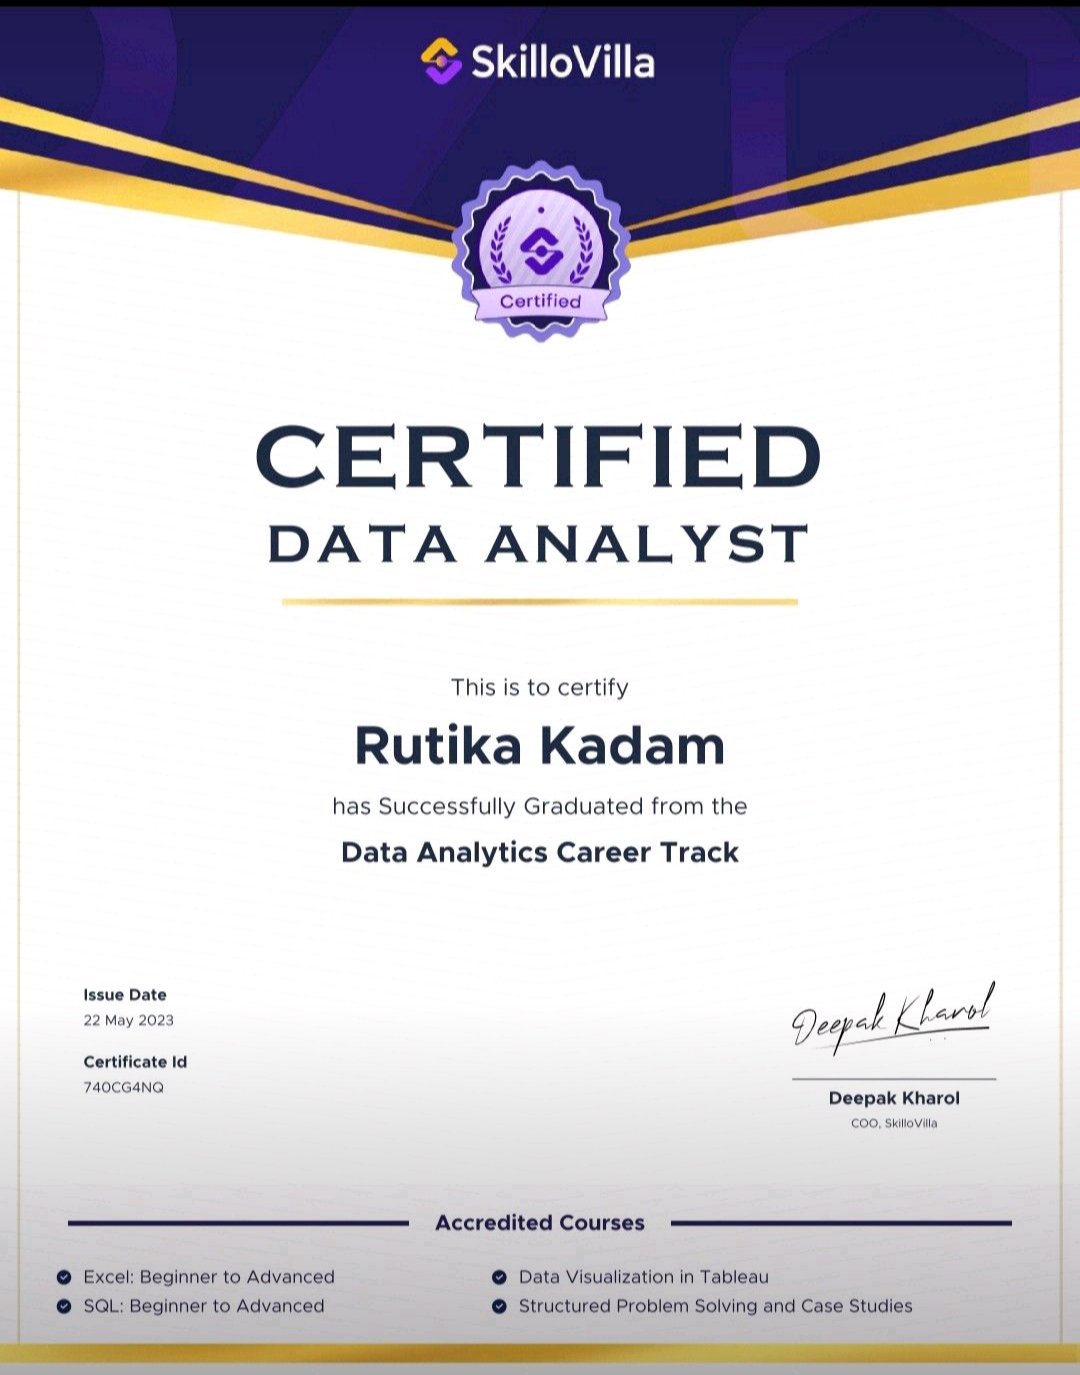 SkilloVilla
Certified
CERTIFIED
DATA ANALYST
This is to certify
Rutika Kadam
has Successfully Graduated from the
Data Analytics Career Track
Issue Date
22 May 2023
Certificate Id
740CG4NQ
Deepak Kharol
Deepak Kharol
COO, SkilloVilla
Accredited Courses
Excel: Beginner to Advanced
SQL: Beginner to Advanced
Data Visualization in Tableau
Structured Problem Solving and Case Studies